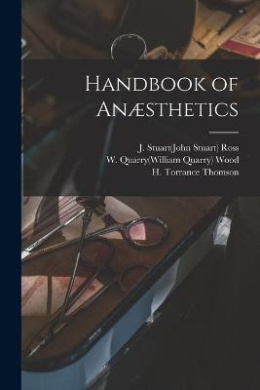 Handbook of
Anæsthetics
J. Stuart(John Stuart) Ross
W. Quarry(William Quarry) Wood
H. Torrance Thomson